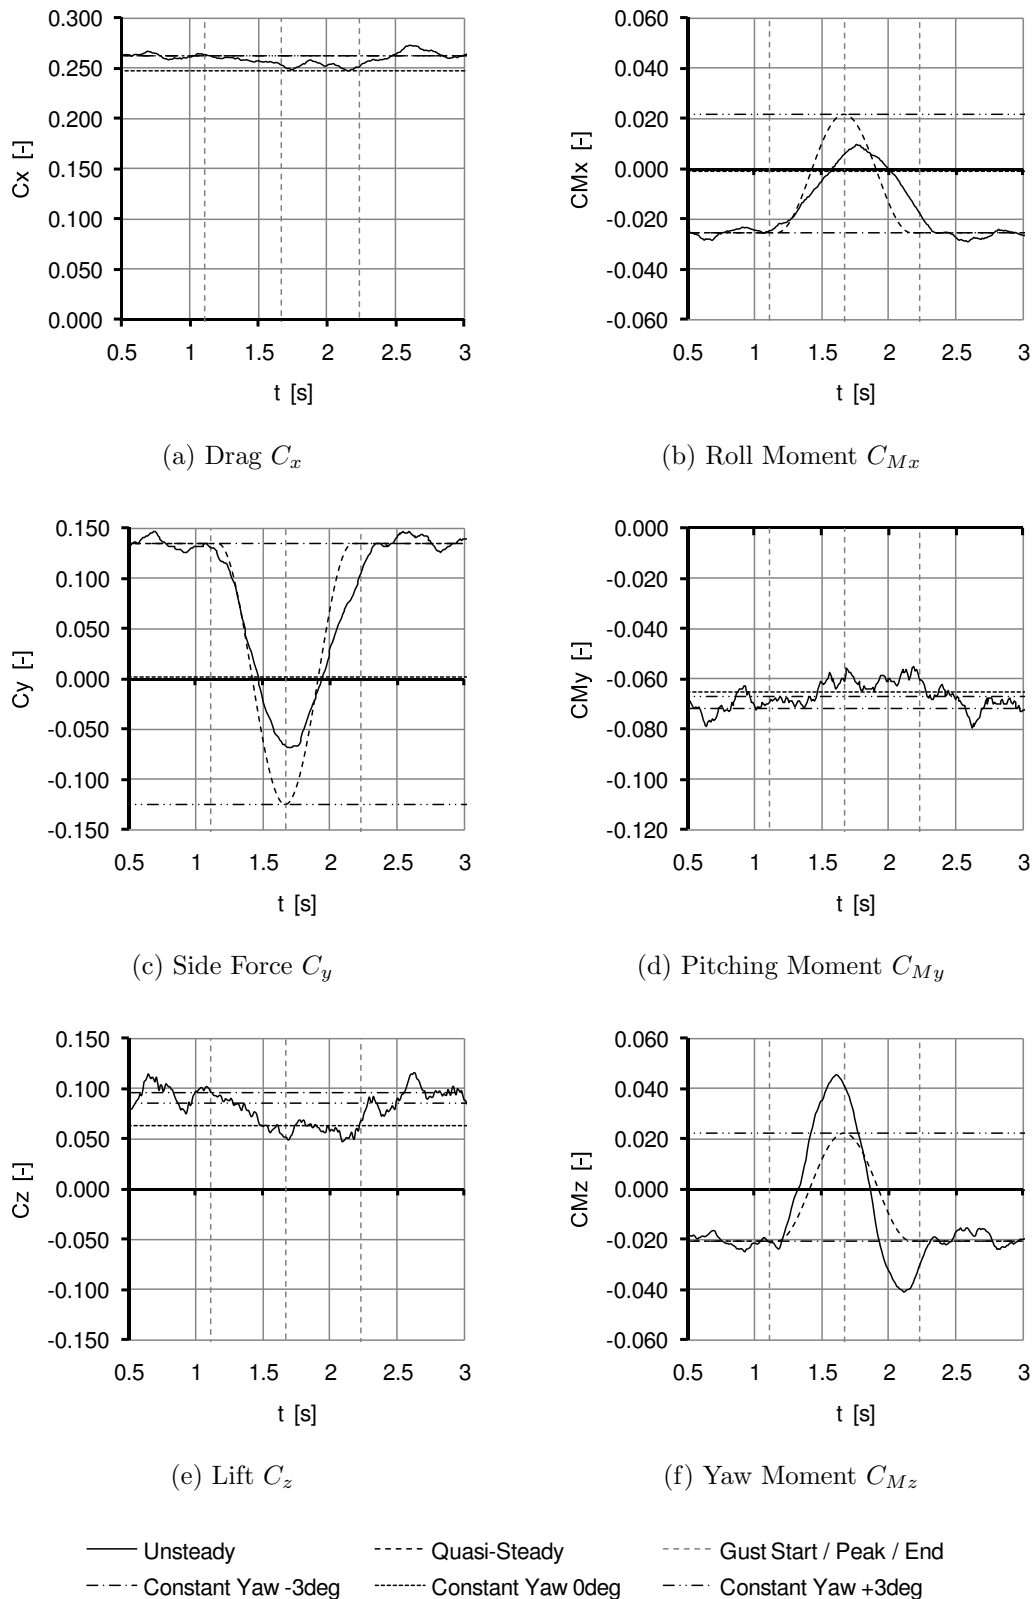 0.300
0.250
0.200
0.150
0.100
0.050
0.000
Cx [-]
0.5 1 1.5 2 2.5 3
t [s]
(a) Drag Cx
0.060
0.040
0.020
0.000
-0.020
-0.040
-0.060
CMx [-]
0.5 1 1.5 2 2.5 3
t [s]
(b) Roll Moment CMx
0.150
0.100
0.050
0.000
-0.050
-0.100
-0.150
Cy [-]
0.5 1 1.5 2 2.5 3
t [s]
(c) Side Force Cy
0.000
-0.020
-0.040
-0.060
-0.080
-0.100
-0.120
CMy [-]
0.5 1 1.5 2 2.5 3
t [s]
(d) Pitching Moment CMy
0.150
0.100
0.050
0.000
-0.050
-0.100
-0.150
Cz [-]
0.5 1 1.5 2 2.5 3
t [s]
(e) Lift Cz
0.060
0.040
0.020
0.000
-0.020
-0.040
-0.060
CMz [-]
0.5 1 1.5 2 2.5 3
t [s]
(f) Yaw Moment CMz
Unsteady Quasi-Steady Gust Start / Peak / End
Constant Yaw -3deg Constant Yaw 0deg Constant Yaw +3deg